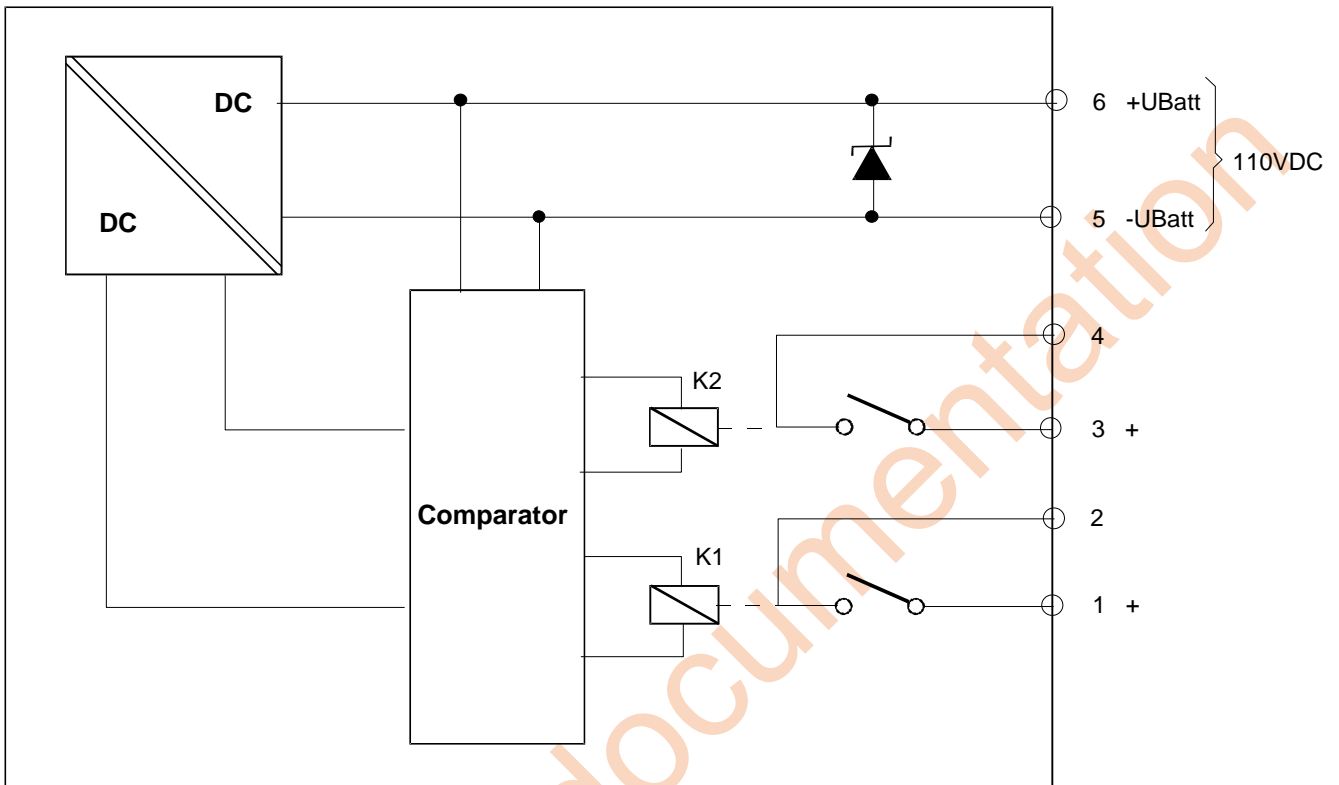 DC
DC
6 +UBatt
110VDC
5 -UBatt
4
K2
3 +
Comparator
2
K1
1 +
documentation